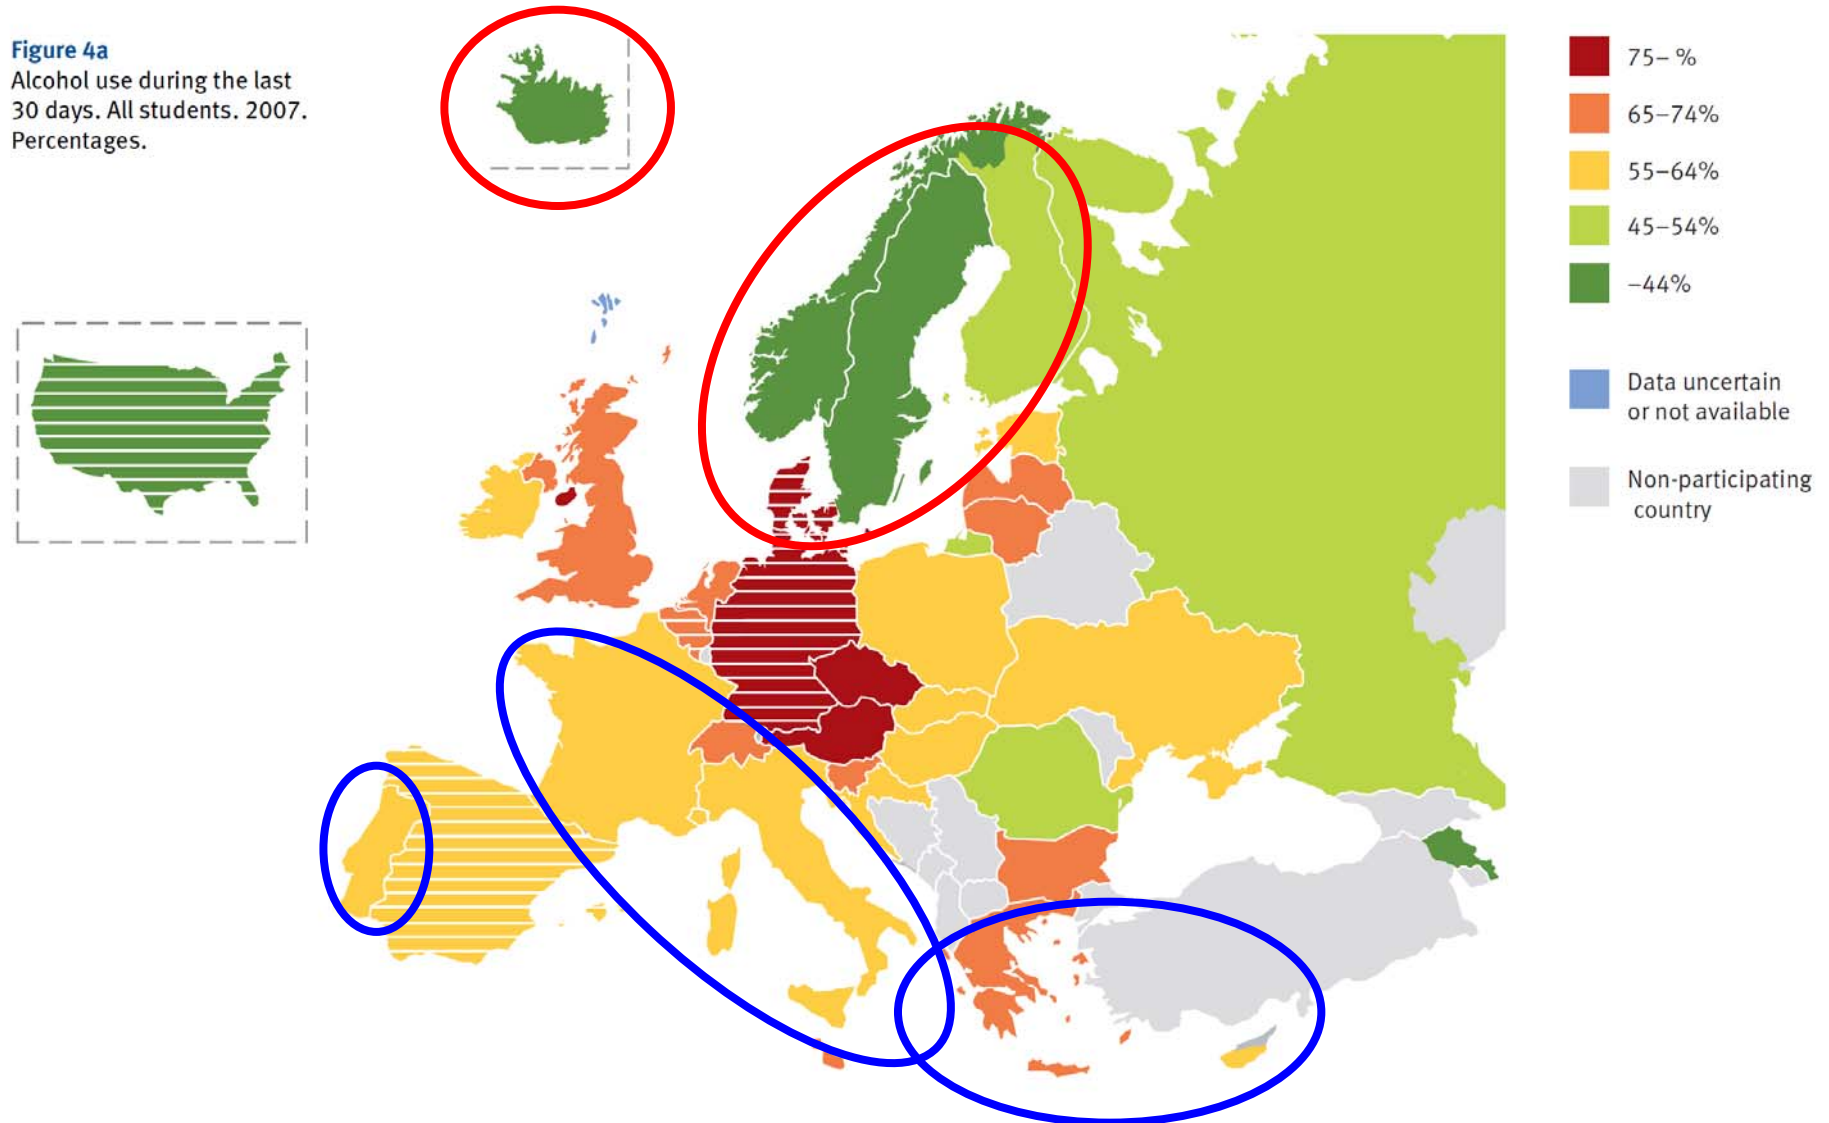 Figure 4a
Alcohol use during the last
30 days. All students. 2007.
Percentages.
75– %
65–74%
55–64%
45–54%
–44%
Data uncertain
or not available
Non-participating
country